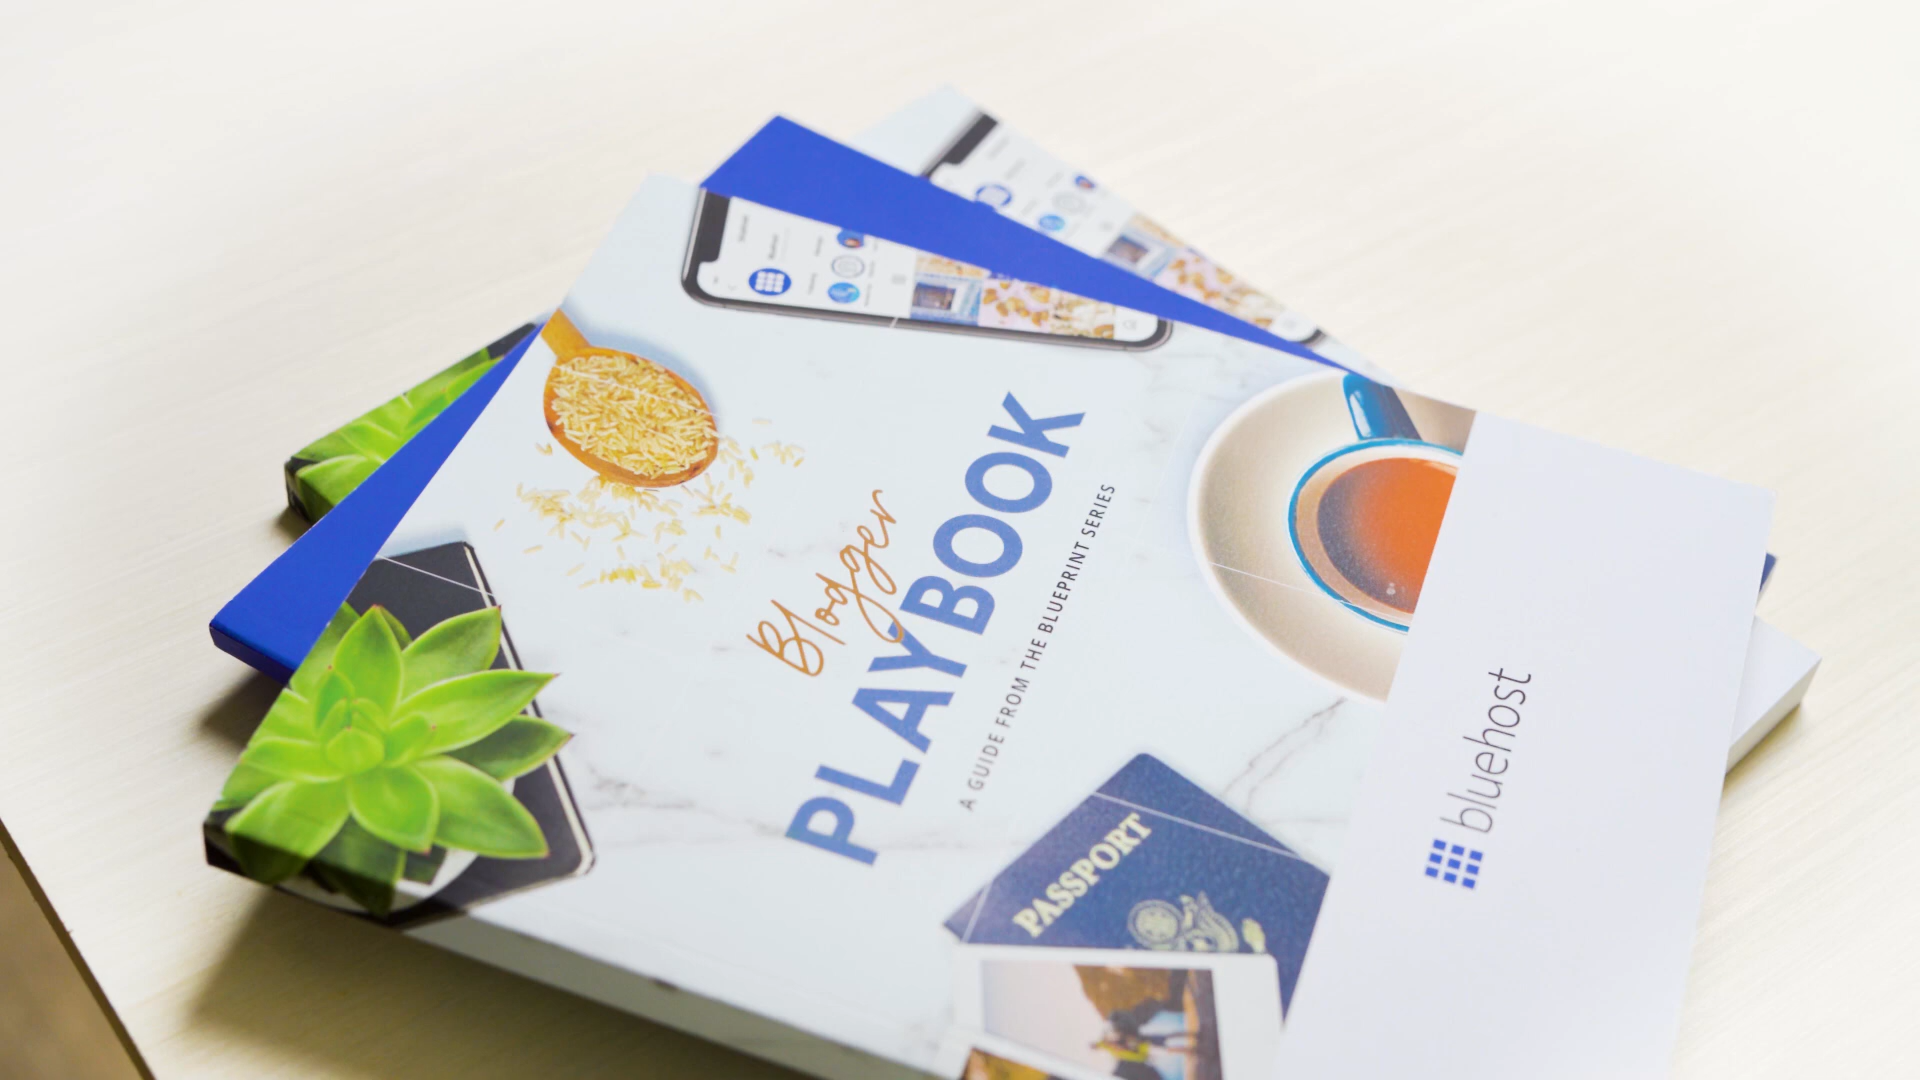 Blogger
PLAYBOOK
A GUIDE FROM THE BLUEPRINT SERIES
PASSPORT
bluehost